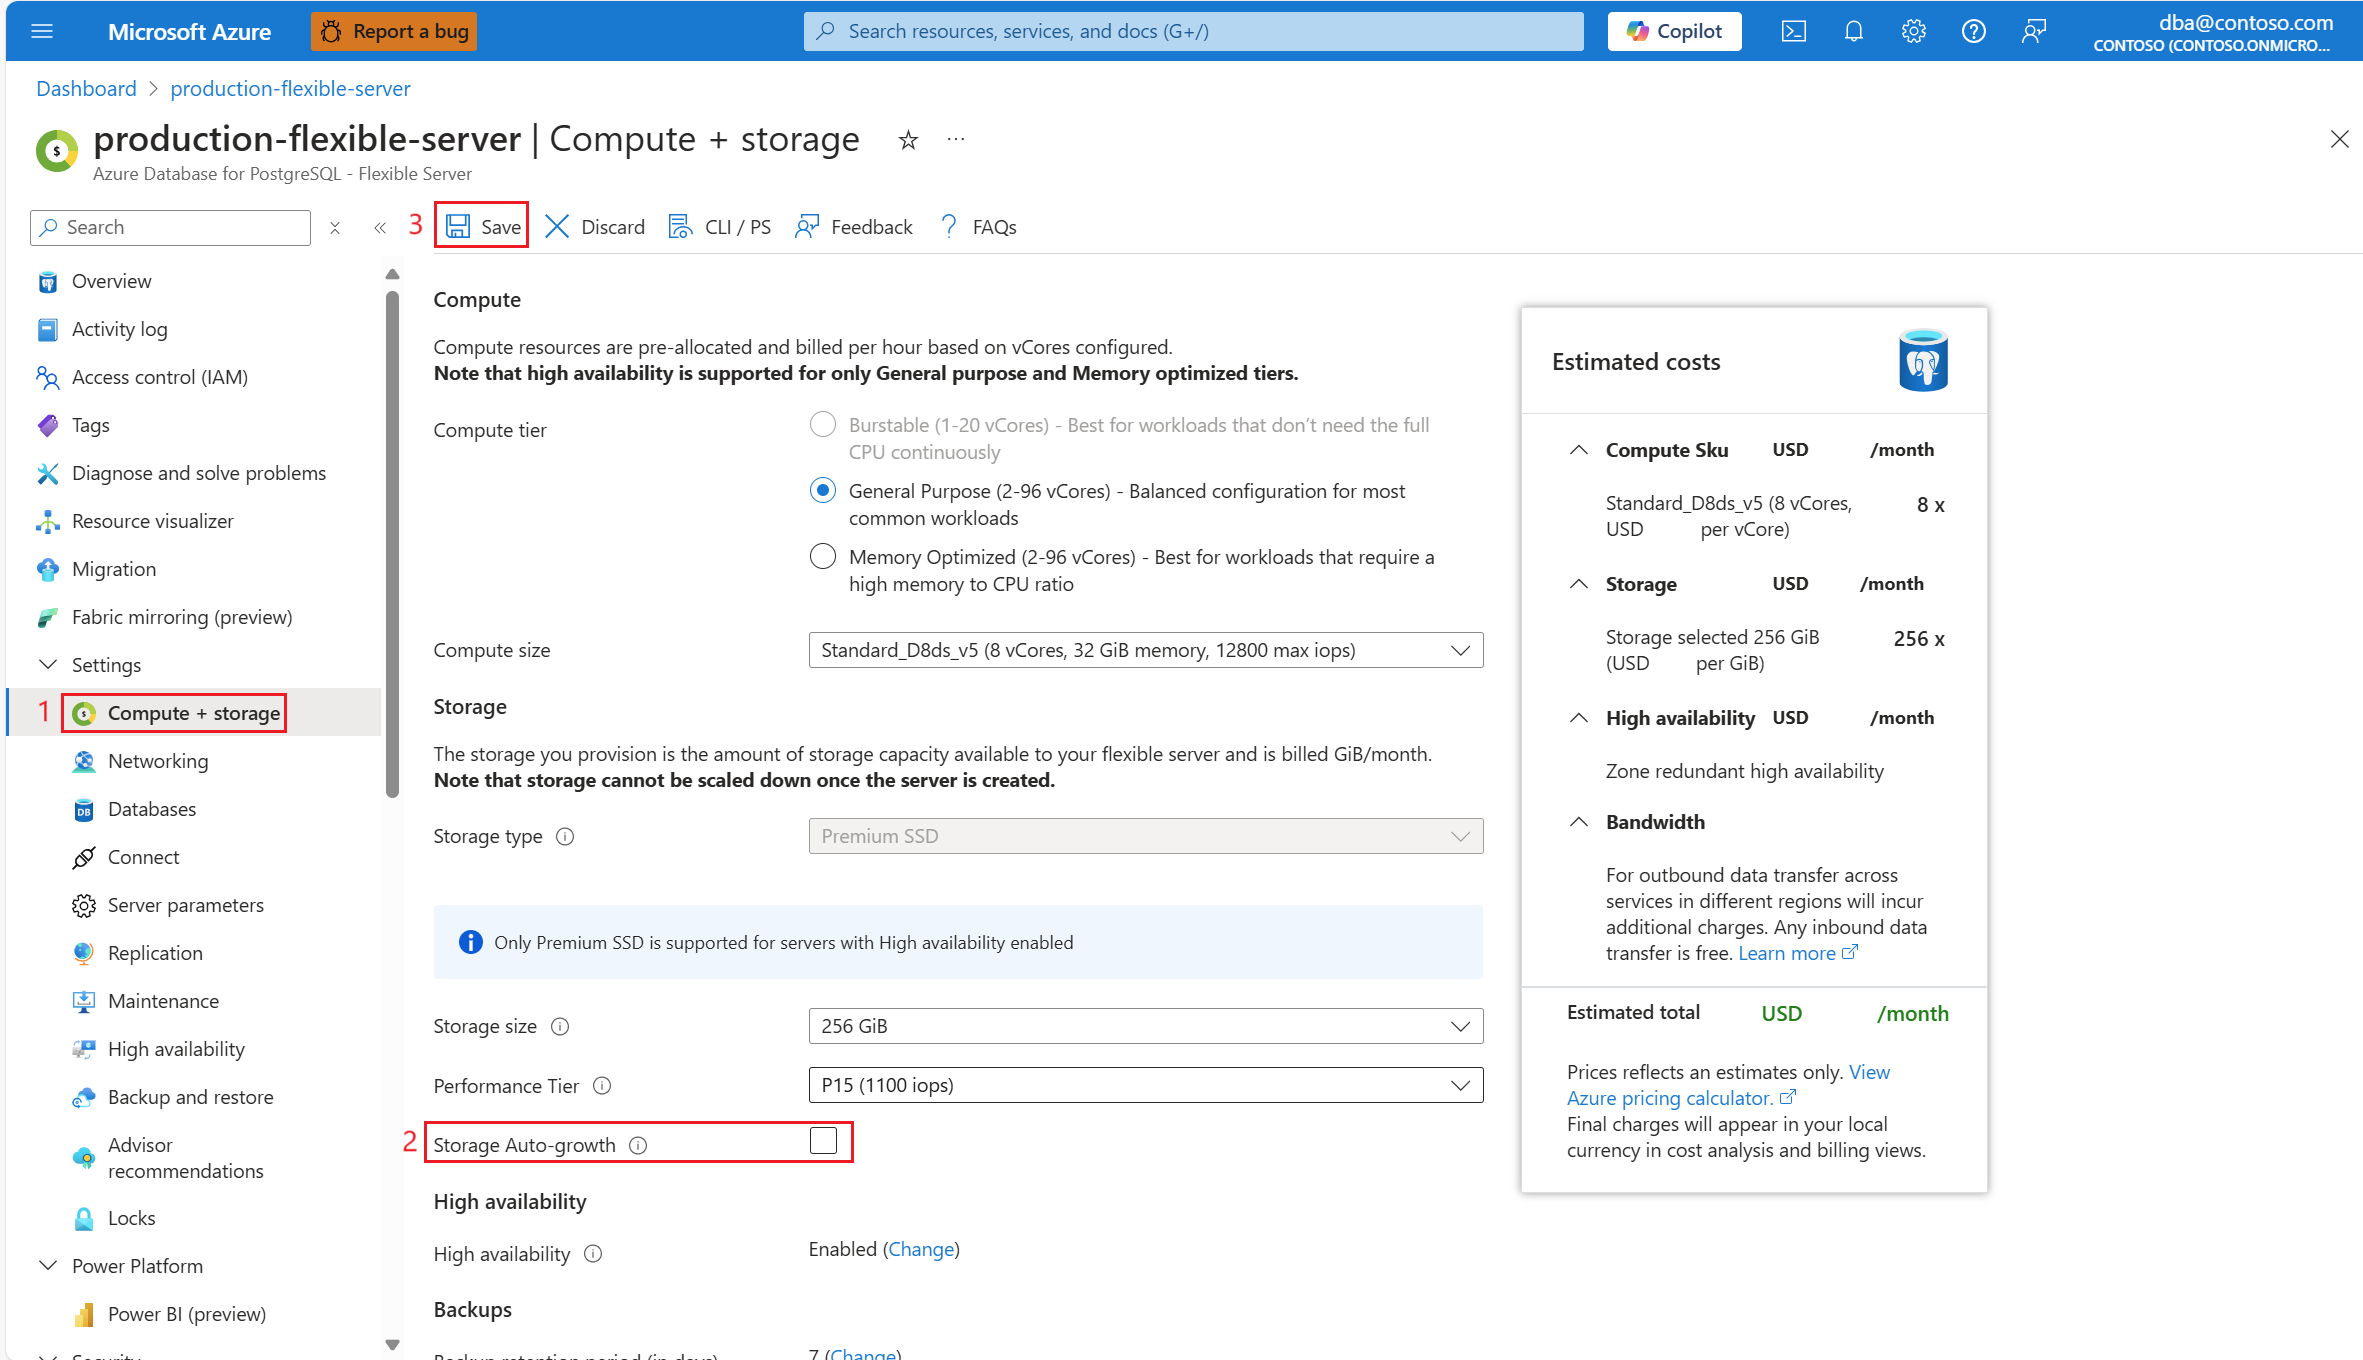 Microsoft Azure
Report a bug
Search resources, services, and docs (G+/)
Copilot
dba@contoso.com
CONTOSO (CONTOSO.ONMICRO...
Dashboard > production-flexible-server
production-flexible-server | Compute + storage
Azure Database for PostgreSQL - Flexible Server
Search
3 Save Discard CLI / PS Feedback FAQs
Overview
Activity log
Access control (IAM)
Tags
Diagnose and solve problems
Resource visualizer
Migration
Fabric mirroring (preview)
Settings
1 Compute + storage
Networking
Databases
Connect
Server parameters
Replication
Maintenance
High availability
Backup and restore
Advisor
recommendations
Locks
Power Platform
Power BI (preview)
Security
Compute
Compute resources are pre-allocated and billed per hour based on vCores configured.
Note that high availability is supported for only General purpose and Memory optimized tiers.
Compute tier
Burstable (1-20 vCores) - Best for workloads that don't need the full
CPU continuously
General Purpose (2-96 vCores) - Balanced configuration for most
common workloads
Memory Optimized (2-96 vCores) - Best for workloads that require a
high memory to CPU ratio
Compute size
Standard_D8ds_v5 (8 vCores, 32 GiB memory, 12800 max iops)
Storage
The storage you provision is the amount of storage capacity available to your flexible server and is billed GiB/month.
Note that storage cannot be scaled down once the server is created.
Storage type
Premium SSD
Only Premium SSD is supported for servers with High availability enabled
Storage size
256 GiB
Performance Tier
P15 (1100 iops)
2 Storage Auto-growth
High availability
High availability
Enabled (Change)
Backups
Backup retention period (in days)
7 (Change)
Estimated costs
Compute Sku USD /month
Standard_D8ds_v5 (8 vCores, 8 x
USD per vCore)
Storage USD /month
Storage selected 256 GiB 256 x
(USD per GiB)
High availability USD /month
Zone redundant high availability
Bandwidth
For outbound data transfer across
services in different regions will incur
additional charges. Any inbound data
transfer is free. Learn more
Estimated total USD /month
Prices reflects an estimates only. View
Azure pricing calculator.
Final charges will appear in your local
currency in cost analysis and billing views.